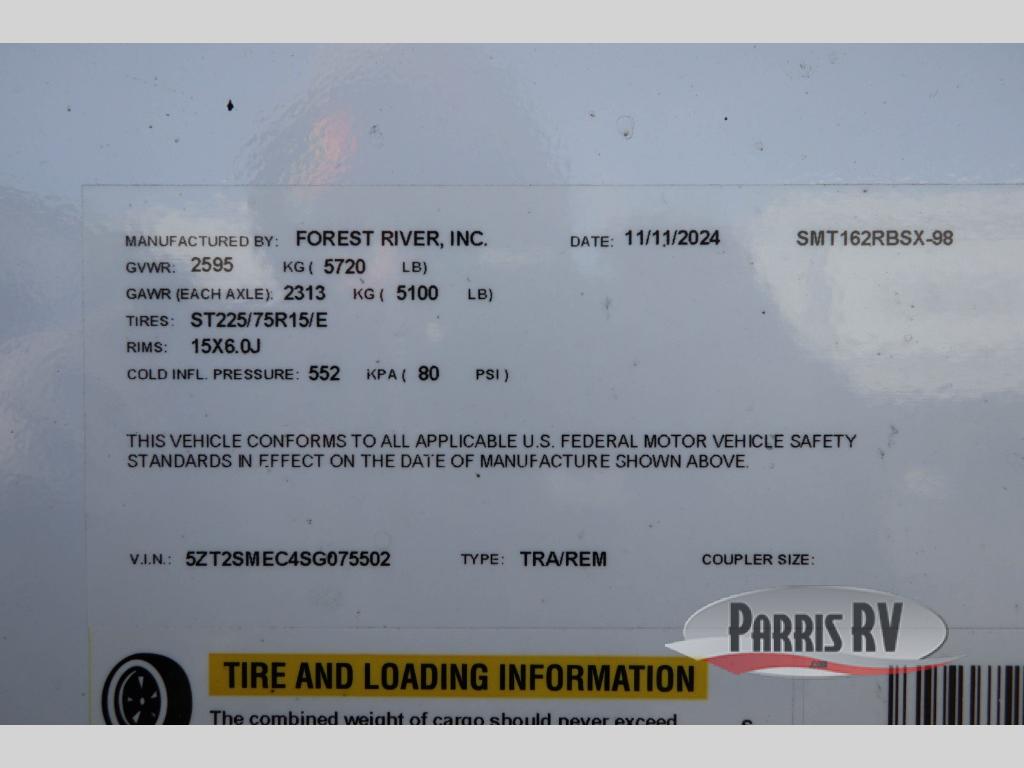 MANUFACTURED BY: FOREST RIVER, INC. DATE: 11/11/2024 SMT162RBSX-98
GVWR: 2595 KG ( 5720 LB)
GAWR (EACH AXLE): 2313 KG ( 5100 LB)
TIRES: ST225/75R15/E
RIMS: 15X6.0J
COLD INFL. PRESSURE: 552 KPA ( 80 PSI )
THIS VEHICLE CONFORMS TO ALL APPLICABLE U.S. FEDERAL MOTOR VEHICLE SAFETY
STANDARDS IN EFFECT ON THE DATE OF MANUFACTURE SHOWN ABOVE.
V.I.N.: 5ZT2SMEC4SG075502 TYPE: TRA/REM COUPLER SIZE:
PARRIS RV
.com
TIRE AND LOADING INFORMATION
The combined weight of cargo should never exceed